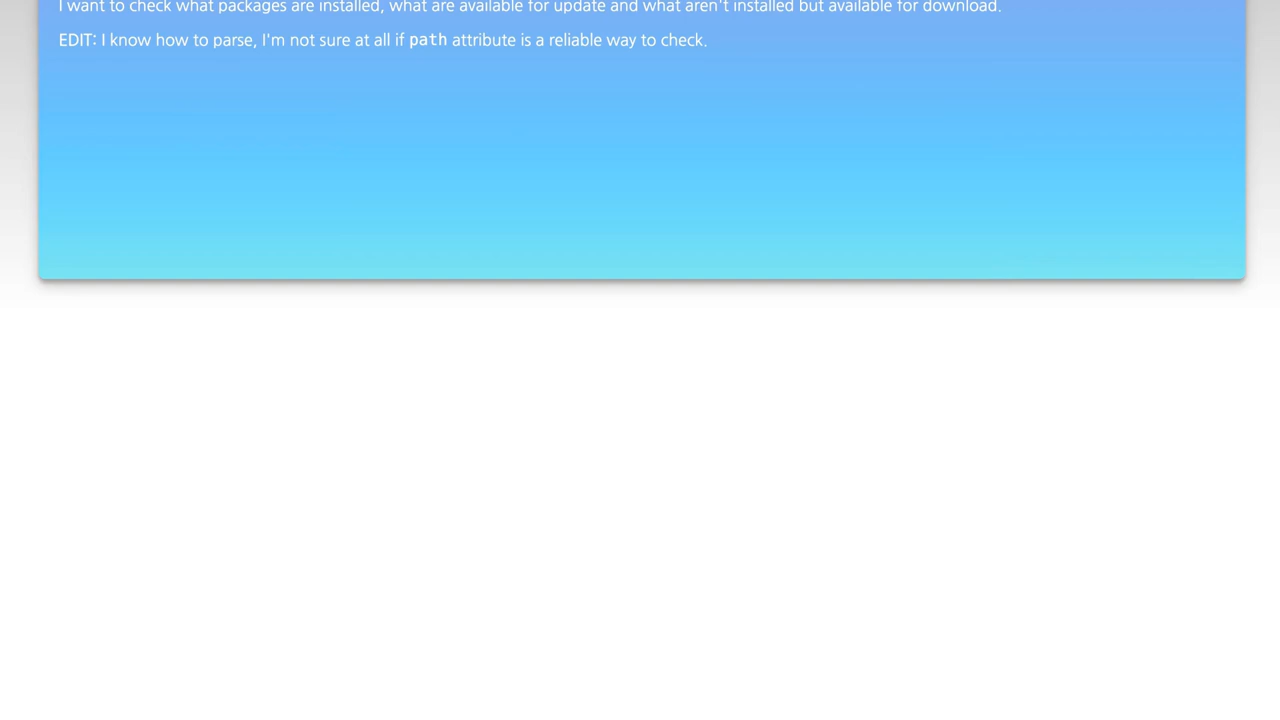 I want to check what packages are installed, what are available for update and what aren't installed but available for download.
EDIT: I know how to parse, I'm not sure at all if path attribute is a reliable way to check.